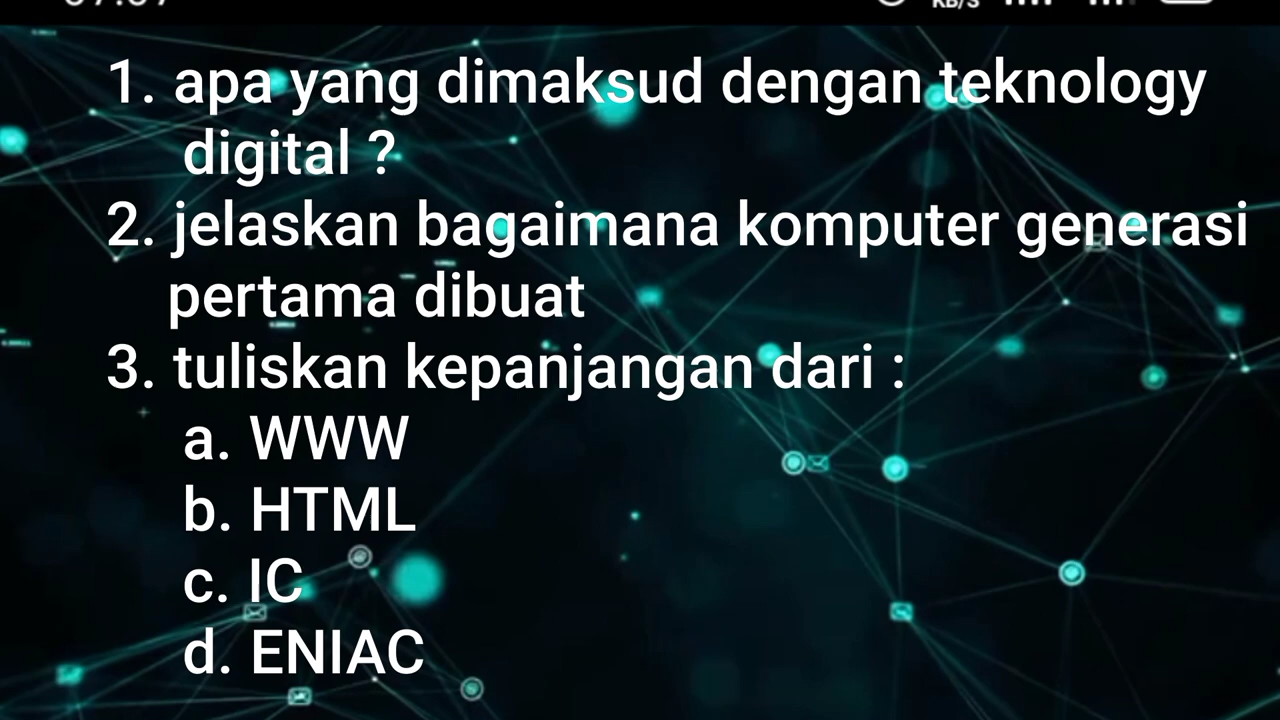 KB/S
1. apa yang dimaksud dengan teknology
digital ?
2. jelaskan bagaimana komputer generasi
pertama dibuat
3. tuliskan kepanjangan dari :
a. WWW
b. HTML
c. IC
d. ENIAC